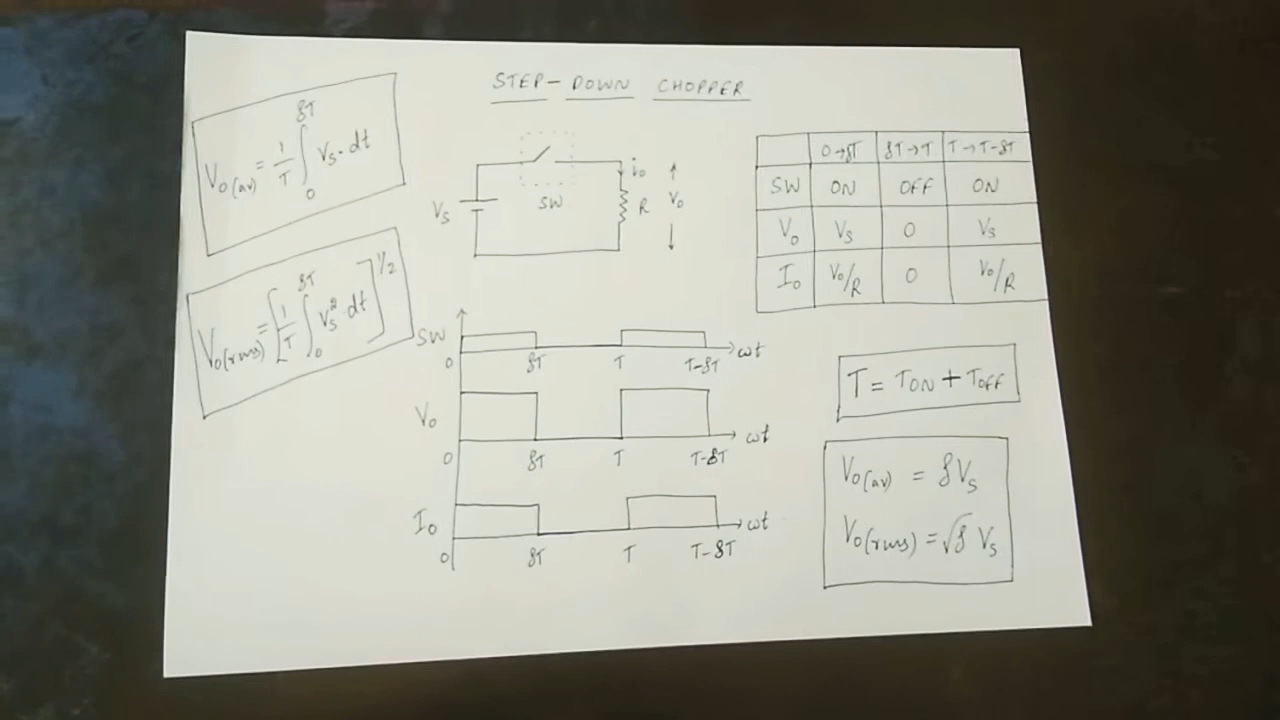 STEP-DOWN CHOPPER
V₀(av) = 1/T ∫₀^δT Vs·dt
V₀(rms) = [1/T ∫₀^δT Vs²·dt]^1/2
Vs
SW
i₀
R
V₀
0→δT δT→T T→T-δT
SW ON OFF ON
V₀ Vs 0 Vs
I₀ V₀/R 0 V₀/R
SW
0 δT T T-δT ωt
V₀
0 δT T T-δT ωt
I₀
0 δT T T-δT ωt
T = TON + TOFF
V₀(av) = δVs
V₀(rms) = √δ Vs